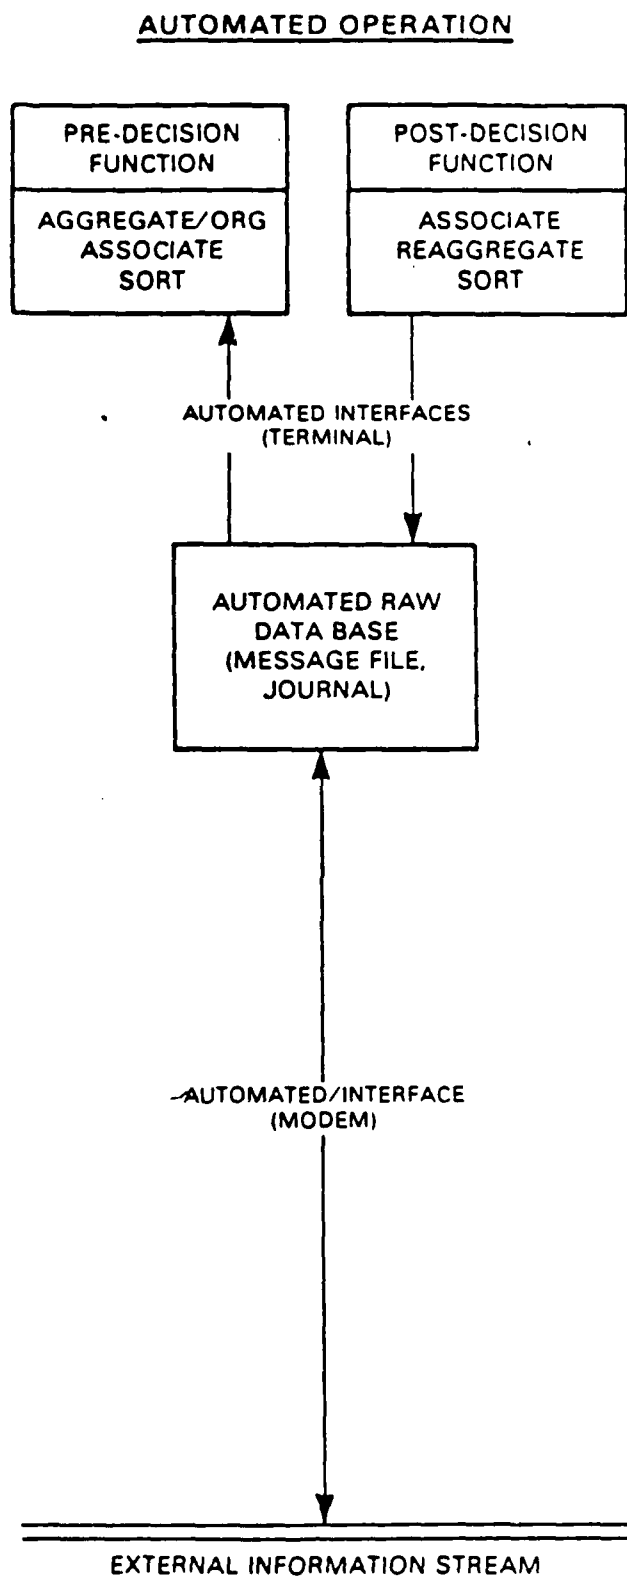 AUTOMATED OPERATION
PRE-DECISION
FUNCTION
AGGREGATE/ORG
ASSOCIATE
SORT
POST-DECISION
FUNCTION
ASSOCIATE
REAGGREGATE
SORT
AUTOMATED INTERFACES
(TERMINAL)
AUTOMATED RAW
DATA BASE
(MESSAGE FILE,
JOURNAL)
AUTOMATED/INTERFACE
(MODEM)
EXTERNAL INFORMATION STREAM